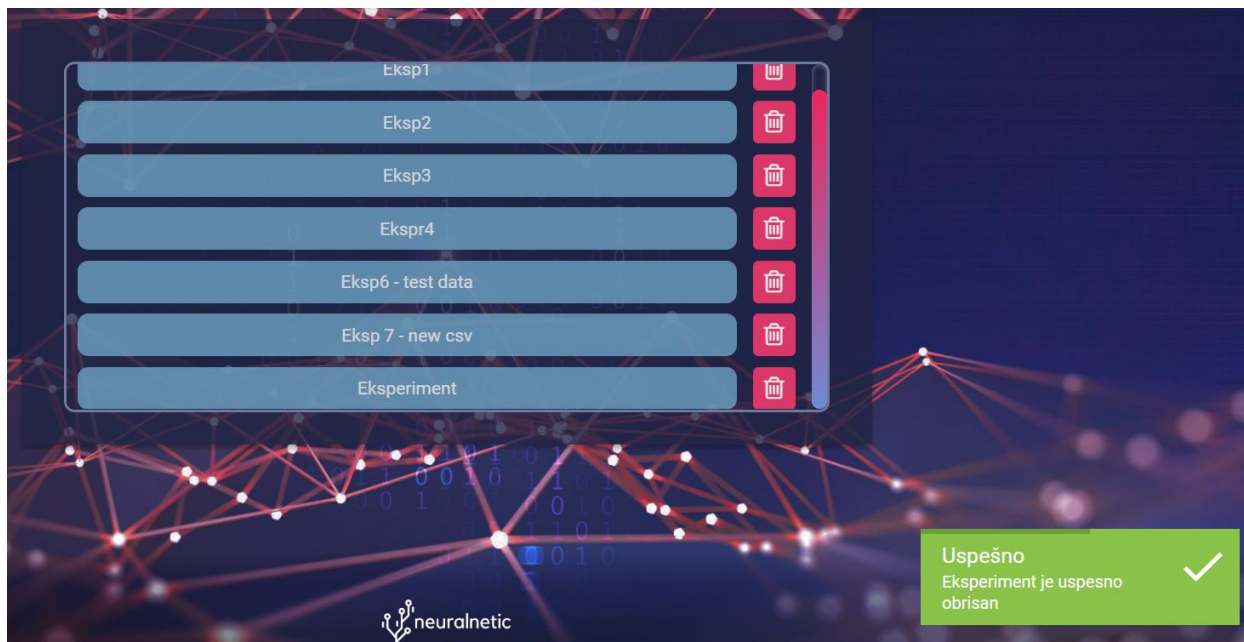 Eksp1
Eksp2
Eksp3
Ekspr4
Eksp6 - test data
Eksp 7 - new csv
Eksperiment
Uspešno
Eksperiment je uspesno
obrisan
neuralnetic